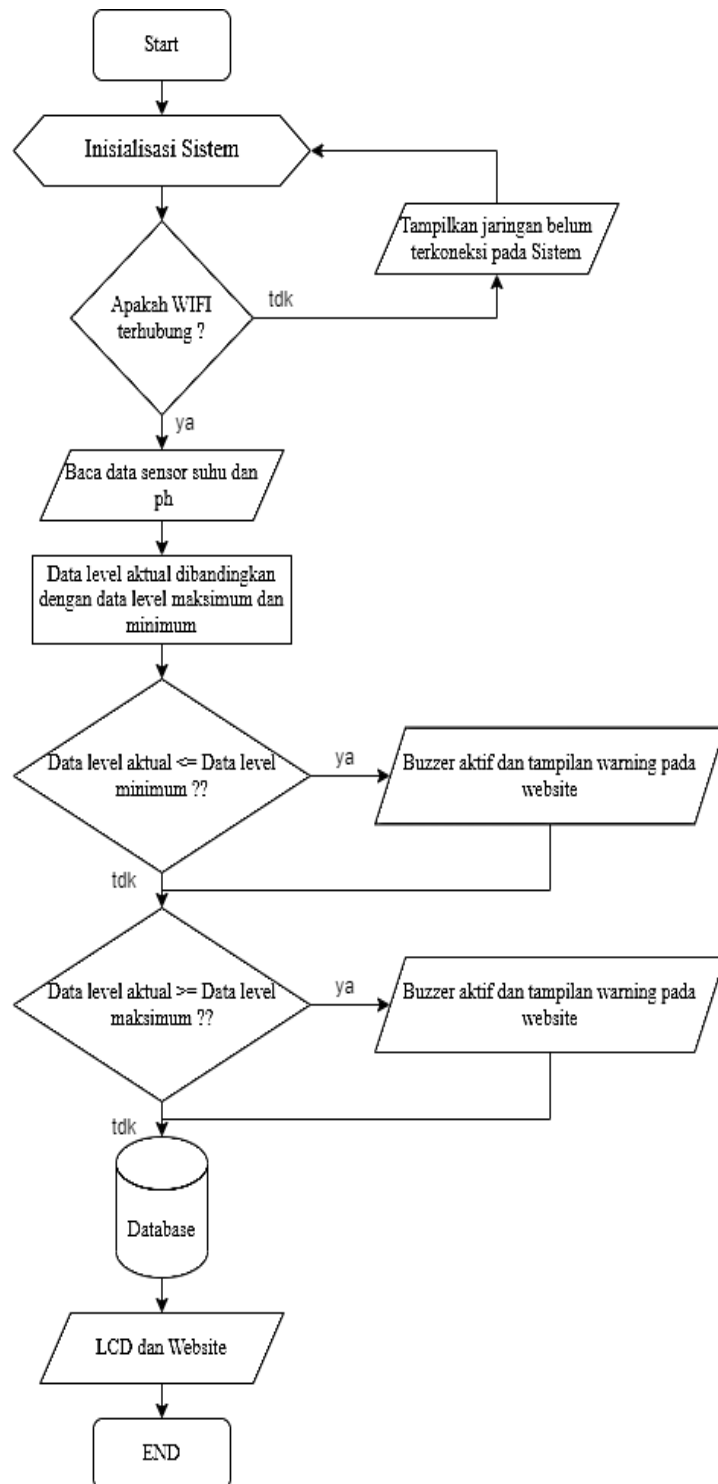 Start
Inisialisasi Sistem
Tampilkan jaringan belum
terkoneksi pada Sistem
Apakah WIFI
terhubung ?
tdk
ya
Baca data sensor suhu dan
ph
Data level aktual dibandingkan
dengan data level maksimum dan
minimum
Data level aktual <= Data level
minimum ??
ya
Buzzer aktif dan tampilan warning pada
website
tdk
Data level aktual >= Data level
maksimum ??
ya
Buzzer aktif dan tampilan warning pada
website
tdk
Database
LCD dan Website
END